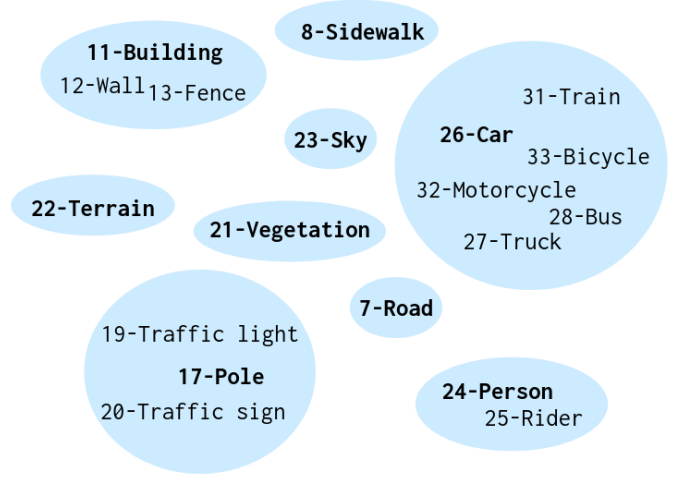 8-Sidewalk
11-Building
12-Wall
13-Fence
31-Train
26-Car
23-Sky
33-Bicycle
32-Motorcycle
22-Terrain
28-Bus
21-Vegetation
27-Truck
7-Road
19-Traffic light
17-Pole
24-Person
20-Traffic sign
25-Rider